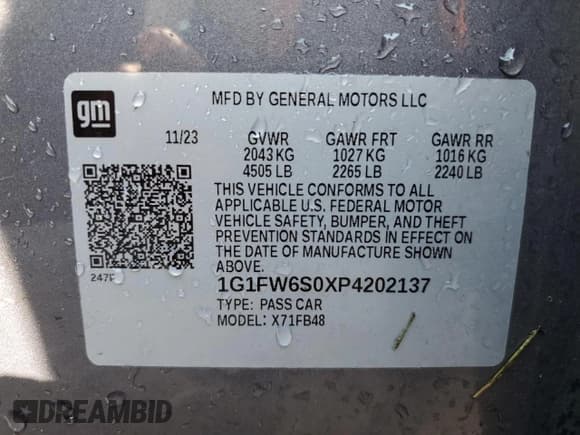 gm
MFD BY GENERAL MOTORS LLC
11/23 GVWR GAWR FRT GAWR RR
2043 KG 1027 KG 1016 KG
4505 LB 2265 LB 2240 LB
THIS VEHICLE CONFORMS TO ALL
APPLICABLE U.S. FEDERAL MOTOR
VEHICLE SAFETY, BUMPER, AND THEFT
PREVENTION STANDARDS IN EFFECT ON
THE DATE OF MANUFACTURE SHOWN
ABOVE.
1G1FW6S0XP4202137
TYPE: PASS CAR
MODEL: X71FB48
DREAMBID